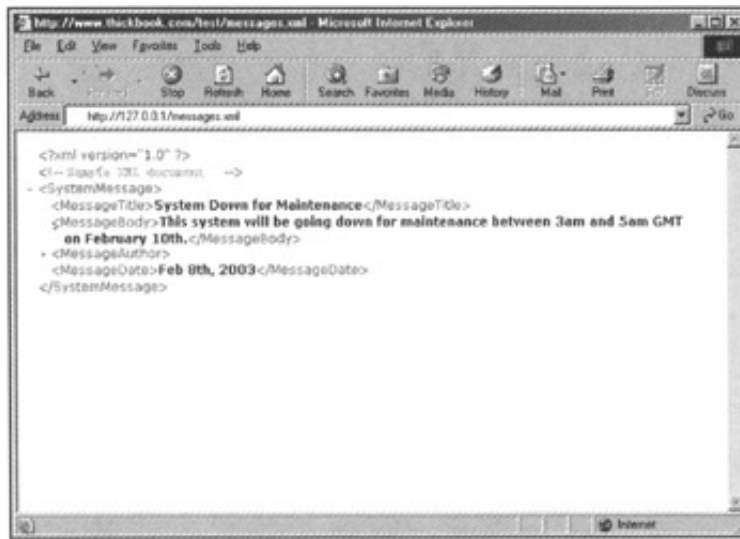 http://www.thickbook.com/test/messages.xml - Microsoft Internet Explorer
File Edit View Favorites Tools Help
Back Stop Refresh Home Search Favorites Media History Mail Print Discuss
Address http://127.0.0.1/messages.xml Go
<?xml version="1.0" ?>
<!-- Sample XML document -->
- <SystemMessage>
<MessageTitle>System Down for Maintenance</MessageTitle>
<MessageBody>This system will be going down for maintenance between 3am and 5am GMT
on February 10th.</MessageBody>
+ <MessageAuthor>
<MessageDate>Feb 8th, 2003</MessageDate>
</SystemMessage>
Internet